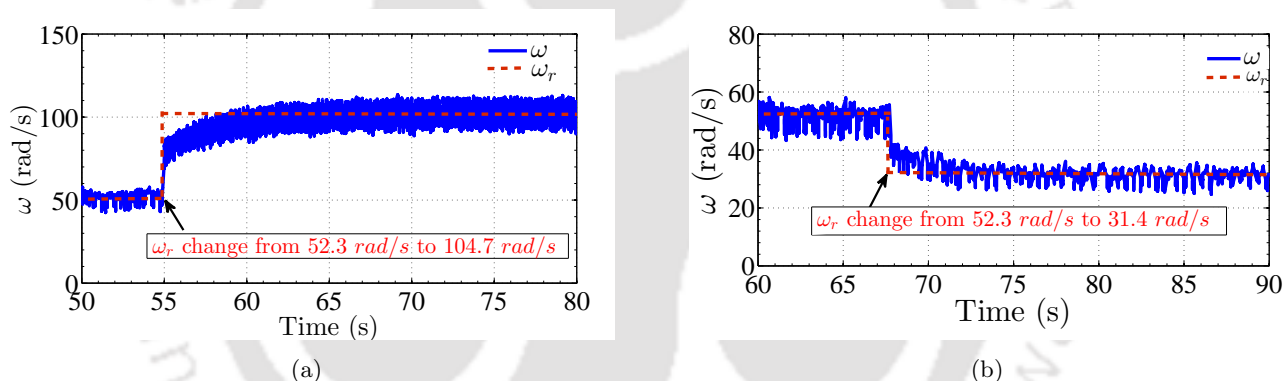 150
100
50
0
ω (rad/s)
ω
ω_r
ω_r change from 52.3 rad/s to 104.7 rad/s
50 55 60 65 70 75 80
Time (s)
(a)
80
60
40
20
0
ω (rad/s)
ω
ω_r
ω_r change from 52.3 rad/s to 31.4 rad/s
60 65 70 75 80 85 90
Time (s)
(b)